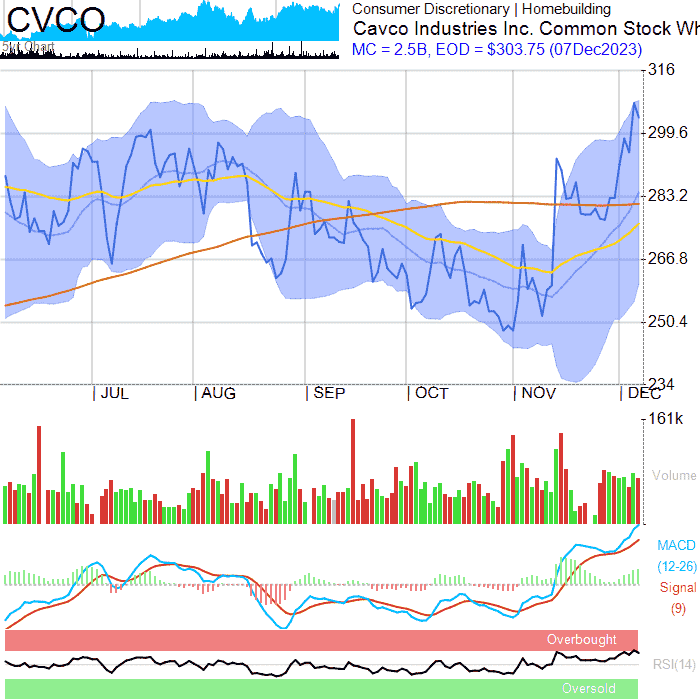 CVCO
5Yr Chart
Consumer Discretionary | Homebuilding
Cavco Industries Inc. Common Stock Wh
MC = 2.5B, EOD = $303.75 (07Dec2023)
316
299.6
283.2
266.8
250.4
234
JUL AUG SEP OCT NOV DEC
161k
Volume
MACD
(12-26)
Signal
(9)
Overbought
RSI(14)
Oversold